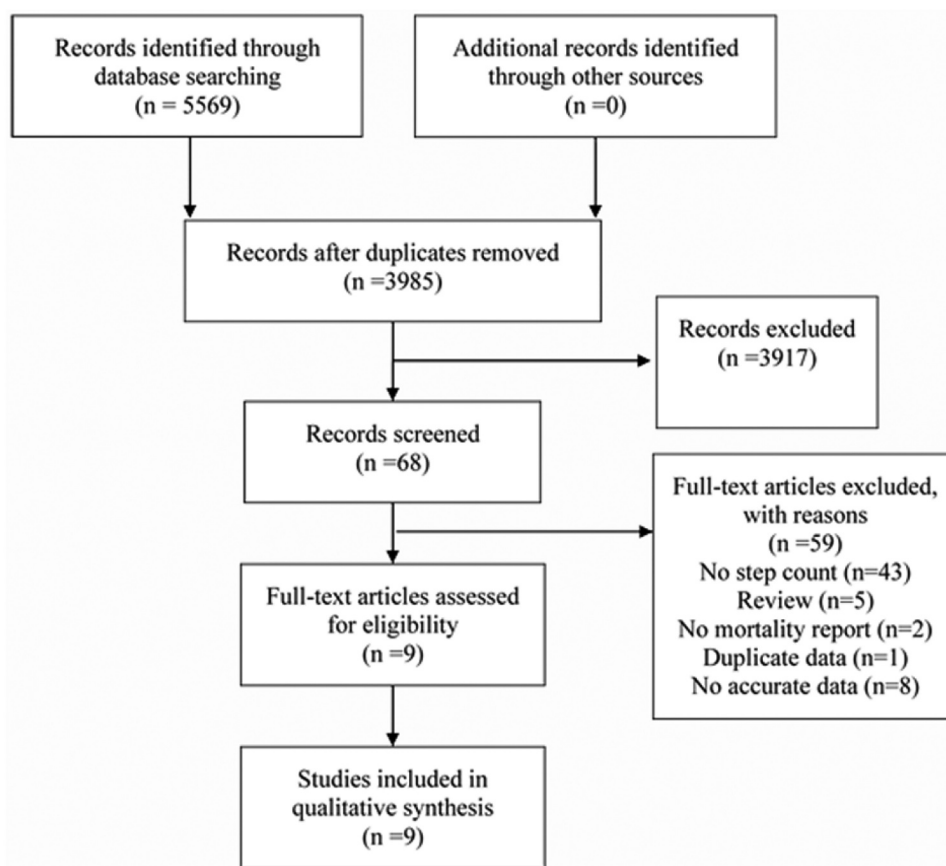 Records identified through
database searching
(n = 5569)
Additional records identified
through other sources
(n =0)
Records after duplicates removed
(n =3985)
Records excluded
(n =3917)
Records screened
(n =68)
Full-text articles excluded,
with reasons
(n =59)
No step count (n=43)
Review (n=5)
No mortality report (n=2)
Duplicate data (n=1)
No accurate data (n=8)
Full-text articles assessed
for eligibility
(n =9)
Studies included in
qualitative synthesis
(n =9)